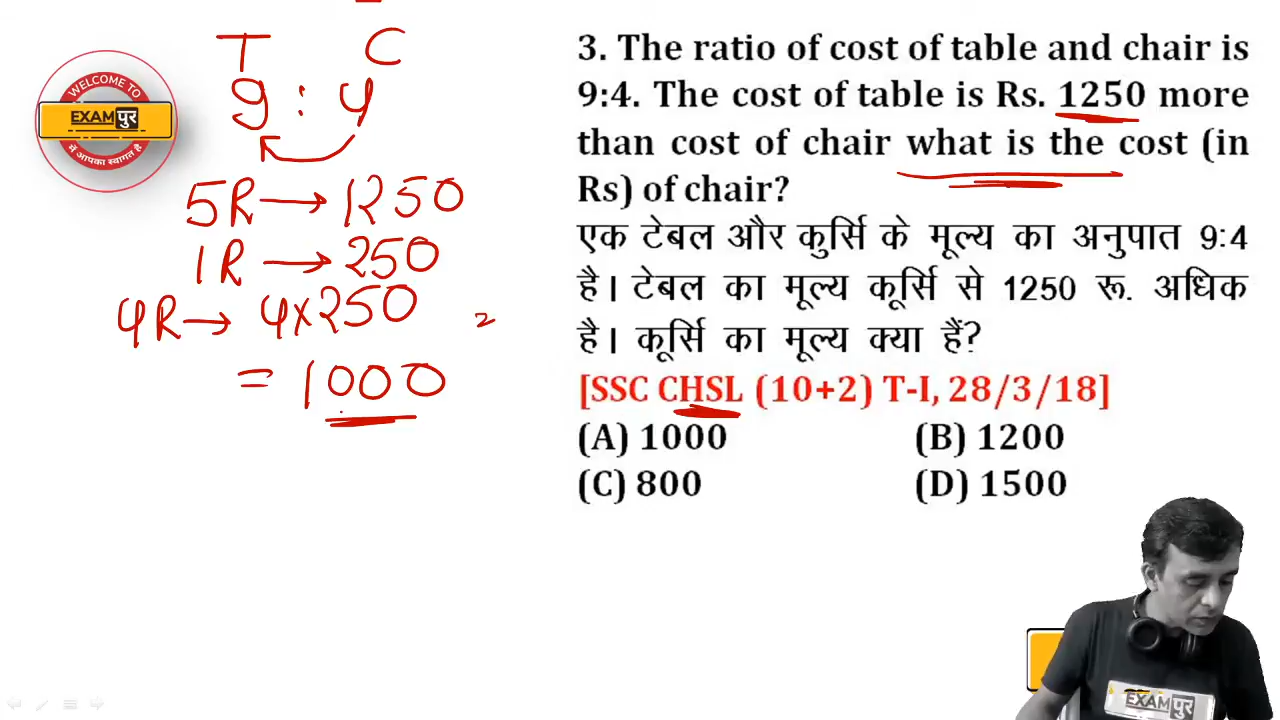 T C
9 : 4
5R → 1250
1R → 250
4R → 4x250 =
= 1000
WELCOME TO
EXAMपुर
में आपका स्वागत है
3. The ratio of cost of table and chair is
9:4. The cost of table is Rs. 1250 more
than cost of chair what is the cost (in
Rs) of chair?
एक टेबल और कुर्सि के मूल्य का अनुपात 9:4
है। टेबल का मूल्य कूर्सि से 1250 रू. अधिक
है। कूर्सि का मूल्य क्या हैं?
[SSC CHSL (10+2) T-I, 28/3/18]
(A) 1000 (B) 1200
(C) 800 (D) 1500
EXAMपुर